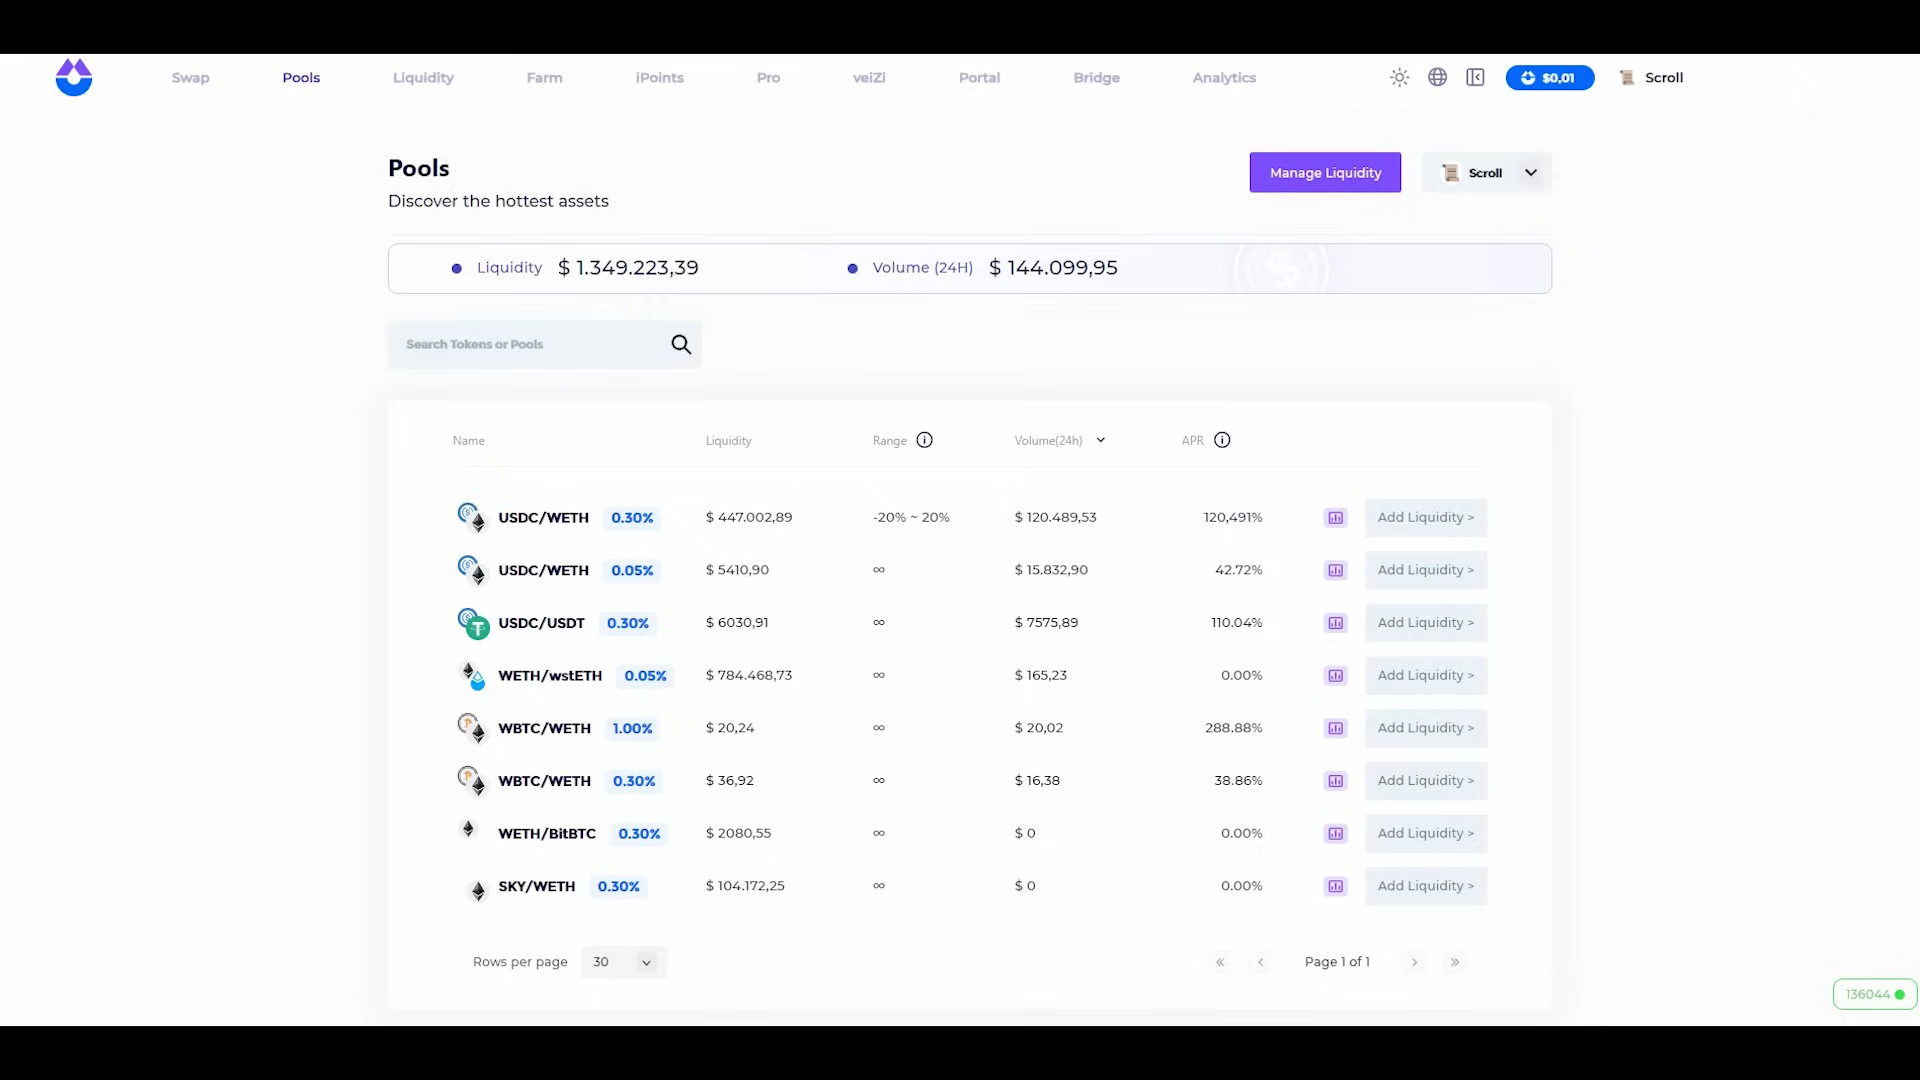 Swap Pools Liquidity Farm iPoints Pro veiZi Portal Bridge Analytics $0,01 Scroll
Pools
Manage Liquidity Scroll
Discover the hottest assets
Liquidity $ 1.349.223,39 Volume (24H) $ 144.099,95
Search Tokens or Pools
Name Liquidity Range Volume(24h) APR
USDC/WETH 0.30% $ 447.002,89 -20% ~ 20% $ 120.489,53 120,491% Add Liquidity >
USDC/WETH 0.05% $ 5410,90 ∞ $ 15.832,90 42.72% Add Liquidity >
USDC/USDT 0.30% $ 6030,91 ∞ $ 7575,89 110.04% Add Liquidity >
WETH/wstETH 0.05% $ 784.468,73 ∞ $ 165,23 0.00% Add Liquidity >
WBTC/WETH 1.00% $ 20,24 ∞ $ 20,02 288.88% Add Liquidity >
WBTC/WETH 0.30% $ 36,92 ∞ $ 16,38 38.86% Add Liquidity >
WETH/BitBTC 0.30% $ 2080,55 ∞ $ 0 0.00% Add Liquidity >
SKY/WETH 0.30% $ 104.172,25 ∞ $ 0 0.00% Add Liquidity >
Rows per page 30 « ‹ Page 1 of 1 › »
136044